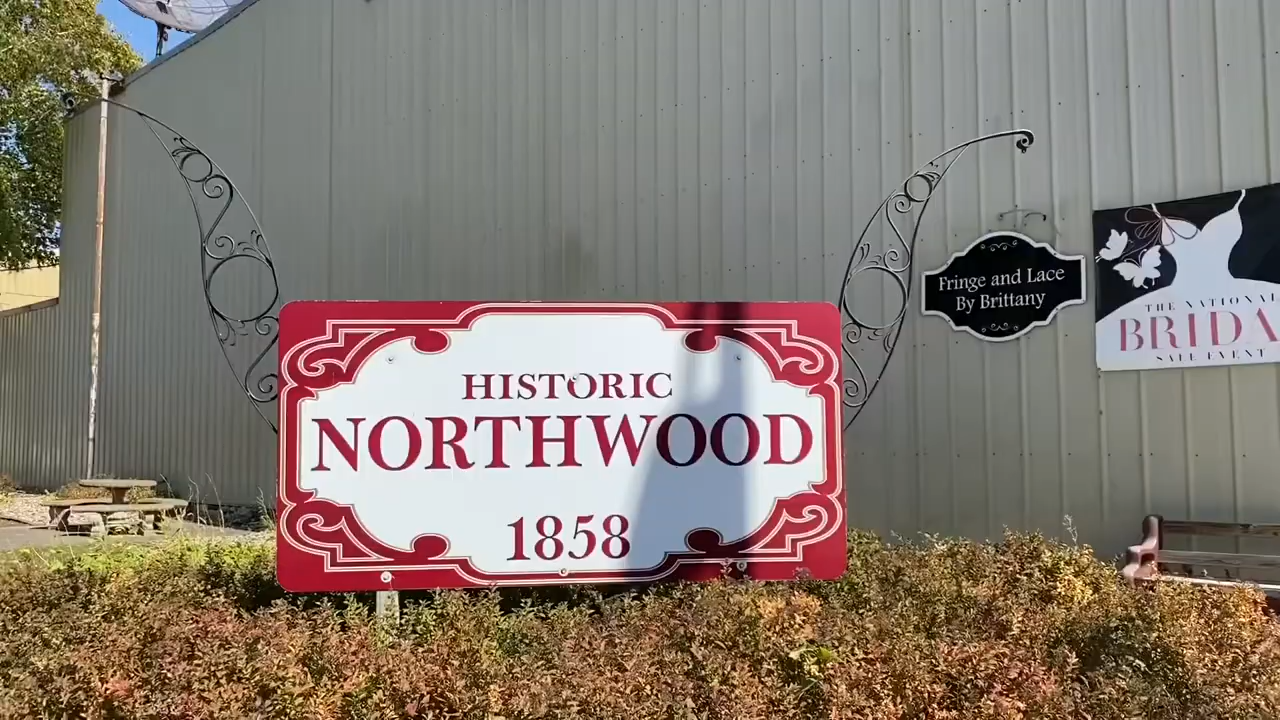 HISTORIC
NORTHWOOD
1858
Fringe and Lace
By Brittany
THE NATIONAL
BRIDA
SALE EVENT